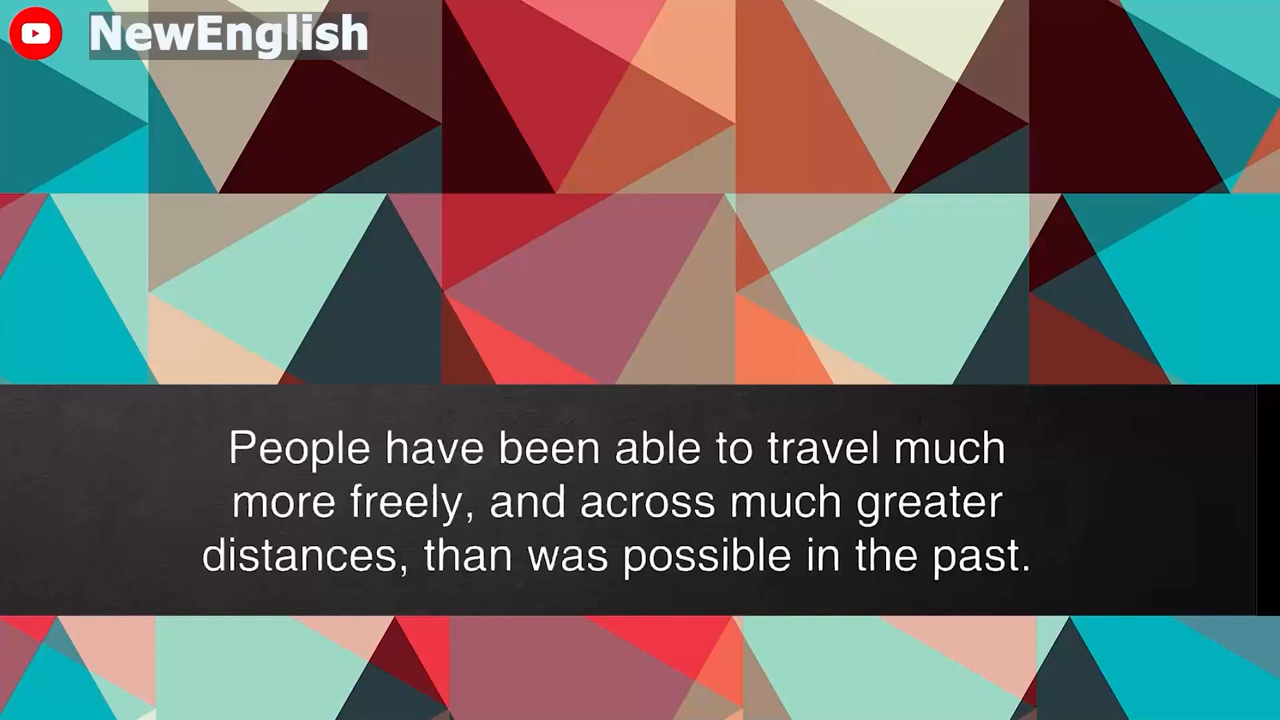 NewEnglish
People have been able to travel much
more freely, and across much greater
distances, than was possible in the past.